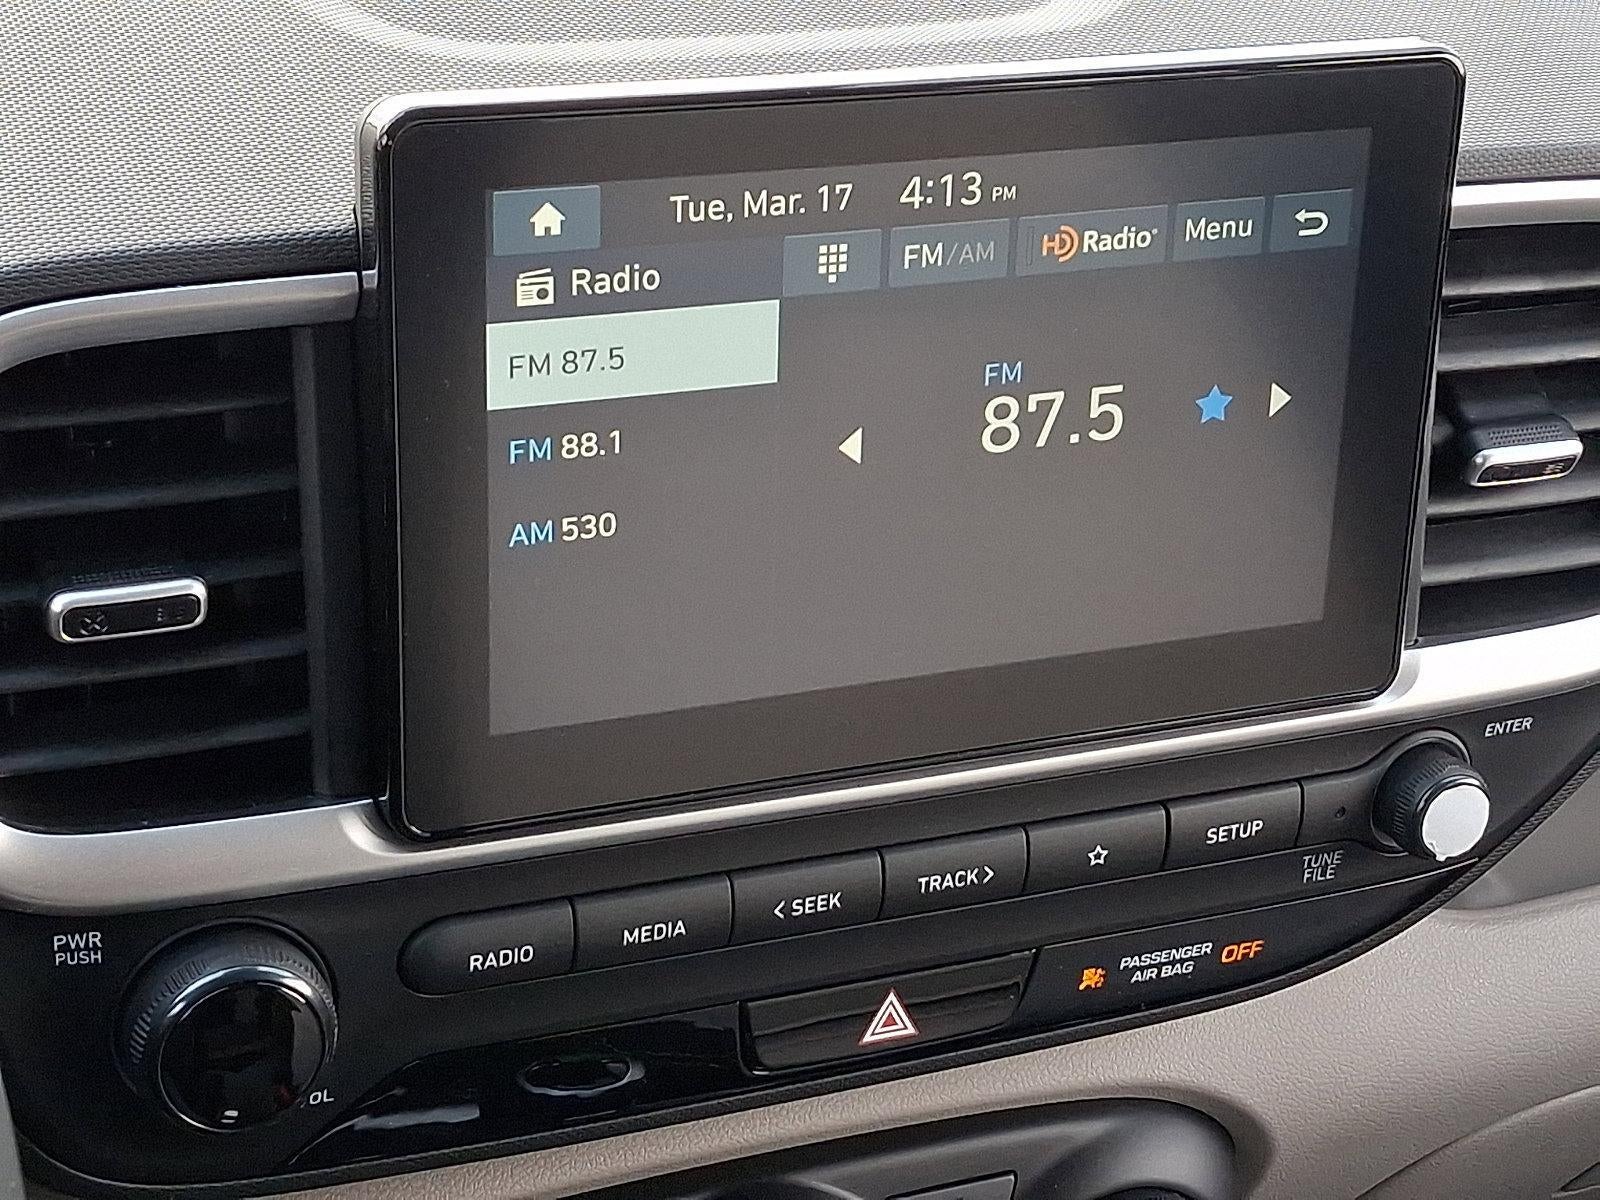 Tue, Mar. 17 4:13 PM
Radio
FM/AM
HD Radio
Menu
FM 87.5
FM 88.1
AM 530
FM
87.5
ENTER
TUNE
FILE
PWR
PUSH
RADIO
MEDIA
< SEEK
TRACK >
SETUP
PASSENGER
AIR BAG
OFF
OL